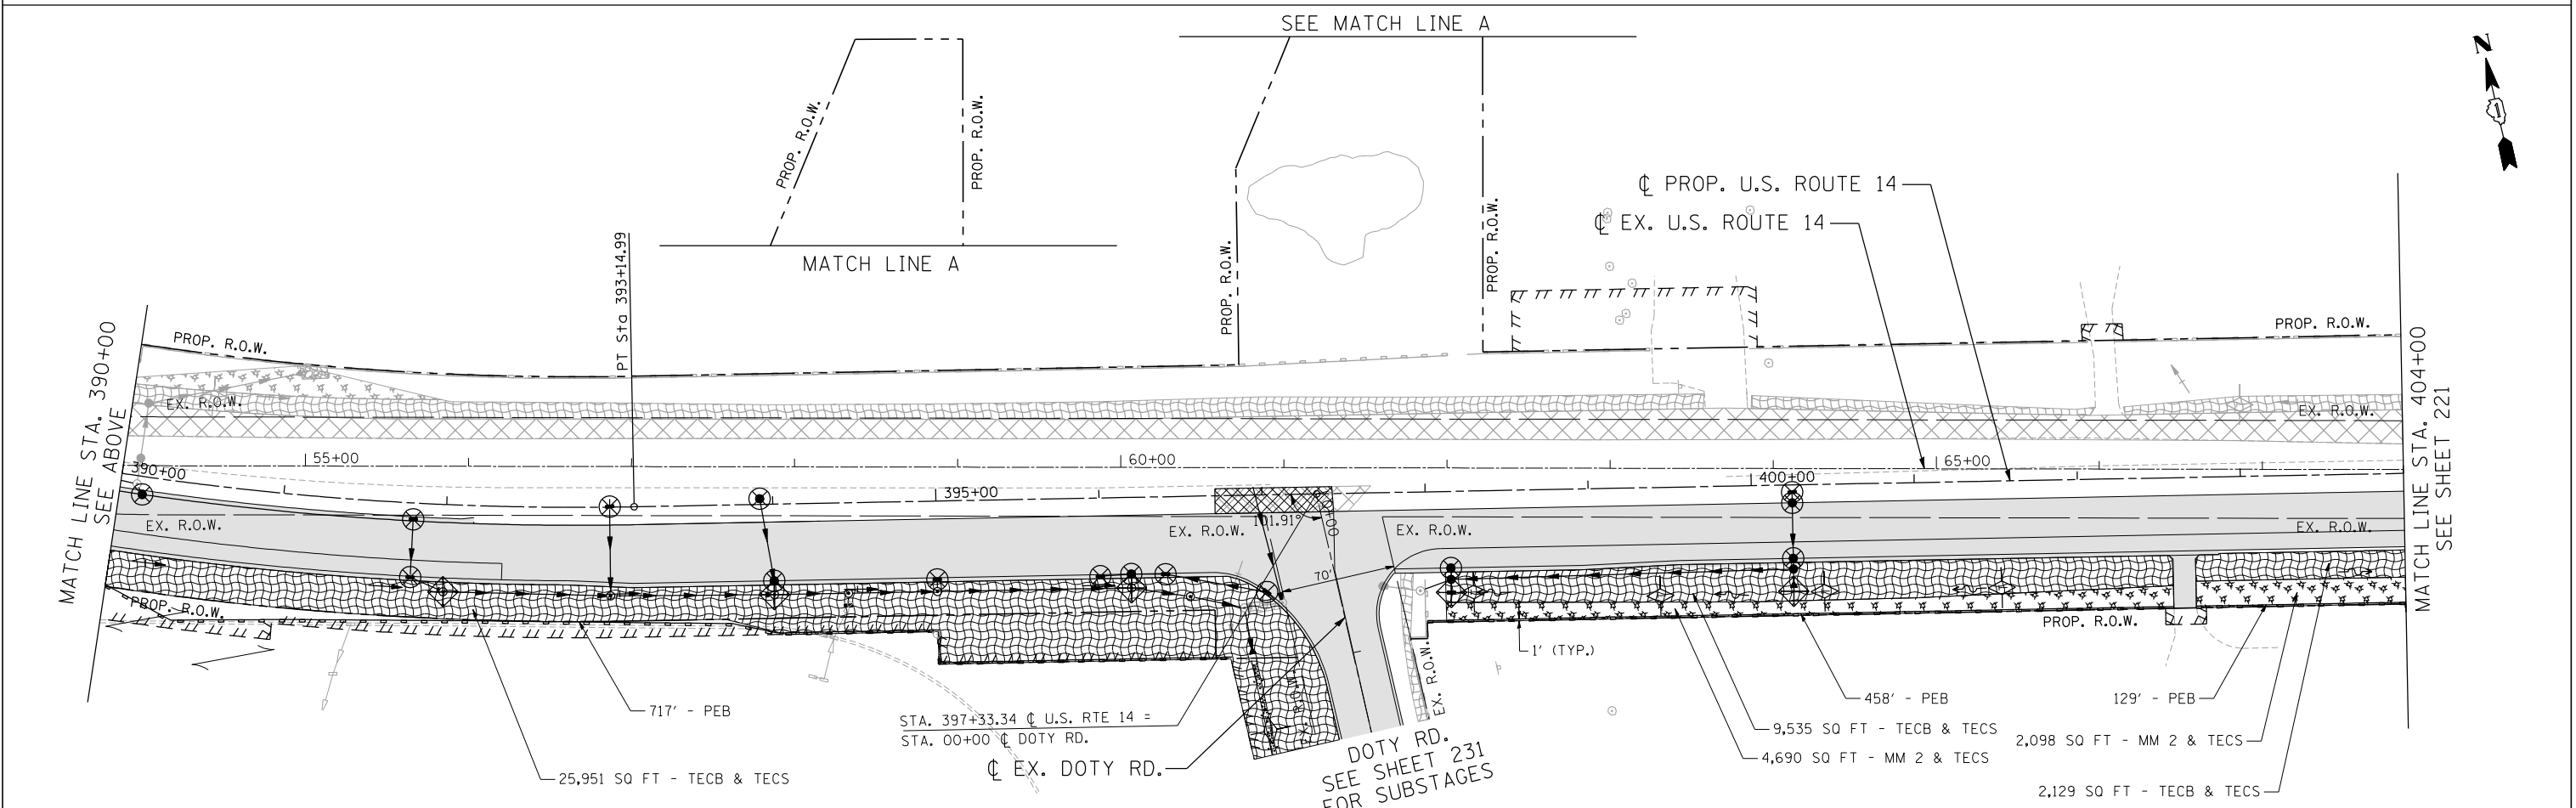 SEE MATCH LINE A
N
PROP. R.O.W.
PROP. R.O.W.
MATCH LINE A
PROP. R.O.W.
PROP. R.O.W.
℄ PROP. U.S. ROUTE 14
℄ EX. U.S. ROUTE 14
PT Sta 393+14.99
MATCH LINE STA. 390+00
SEE ABOVE
PROP. R.O.W.
PROP. R.O.W.
MATCH LINE STA. 404+00
SEE SHEET 221
EX. R.O.W.
EX. R.O.W.
55+00
60+00
65+00
390+00
395+00
400+00
EX. R.O.W.
EX. R.O.W.
101.91°
EX. R.O.W.
EX. R.O.W.
70'
PROP. R.O.W.
PROP. R.O.W.
1' (TYP.)
EX. R.O.W.
EX. R.O.W.
717' - PEB
458' - PEB
129' - PEB
STA. 397+33.34 ℄ U.S. RTE 14 =
STA. 00+00 ℄ DOTY RD.
9,535 SQ FT - TECB & TECS
2,098 SQ FT - MM 2 & TECS
4,690 SQ FT - MM 2 & TECS
℄ EX. DOTY RD.
25,951 SQ FT - TECB & TECS
2,129 SQ FT - TECB & TECS
DOTY RD.
SEE SHEET 231
FOR SUBSTAGES